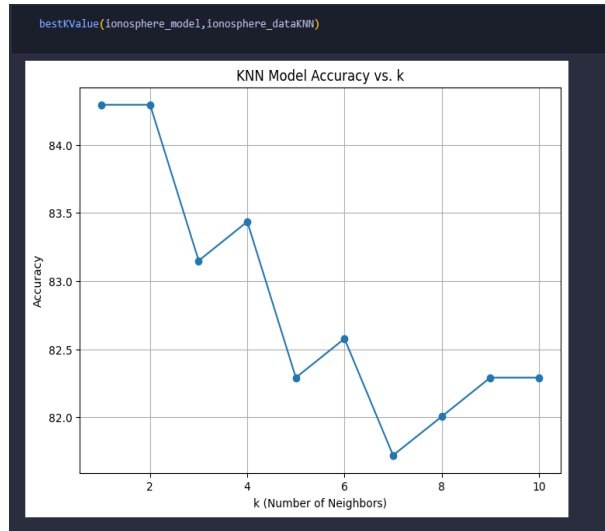 bestKValue(ionosphere_model,ionosphere_dataKNN)
KNN Model Accuracy vs. k
84.0
83.5
83.0
82.5
82.0
Accuracy
2 4 6 8 10
k (Number of Neighbors)